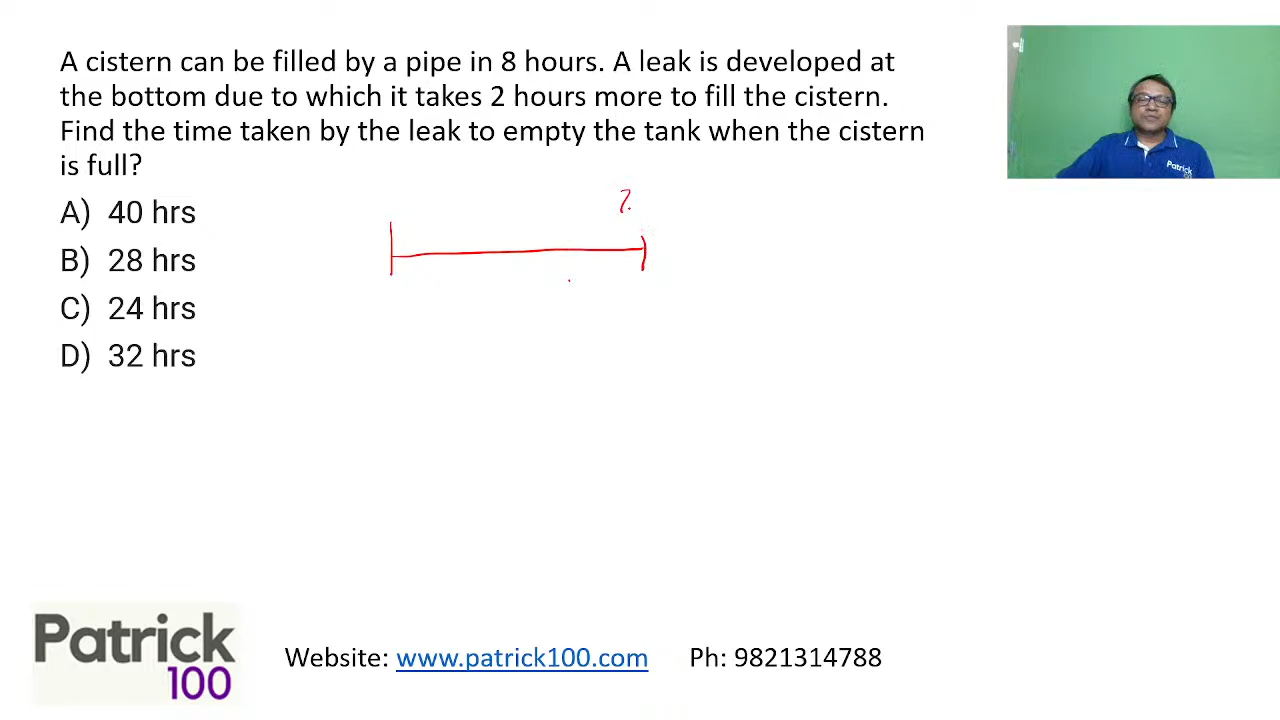 A cistern can be filled by a pipe in 8 hours. A leak is developed at
the bottom due to which it takes 2 hours more to fill the cistern.
Find the time taken by the leak to empty the tank when the cistern
is full?
A) 40 hrs
B) 28 hrs
C) 24 hrs
D) 32 hrs
Patrick
Patrick
100
Website: www.patrick100.com Ph: 9821314788